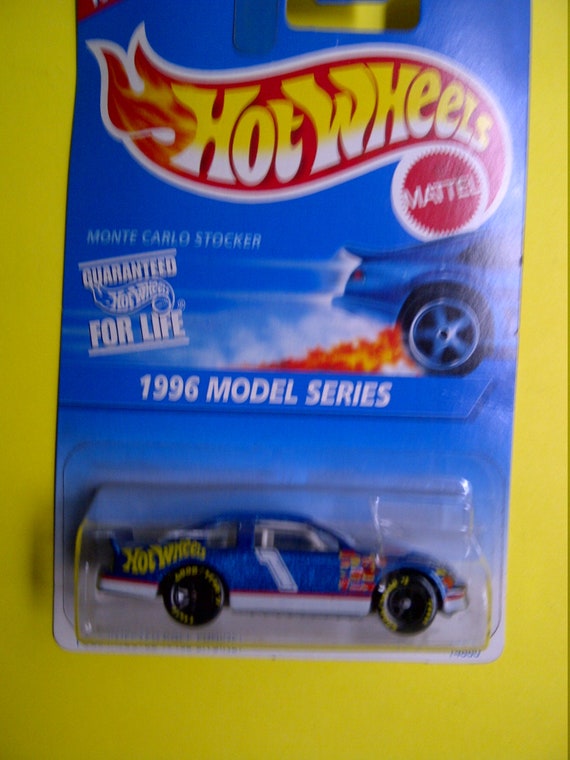 HOT WHEELS
MATTEL
MONTE CARLO STOCKER
GUARANTEED
Hot Wheels
FOR LIFE
1996 MODEL SERIES
HOT WHEELS
1